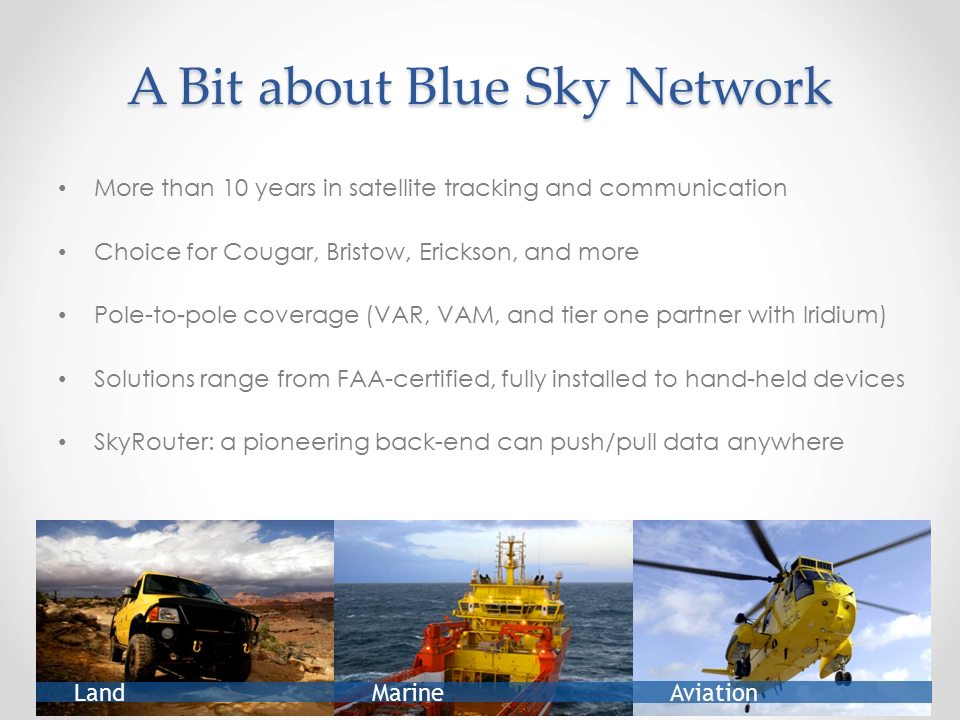 A Bit about Blue Sky Network
• More than 10 years in satellite tracking and communication
• Choice for Cougar, Bristow, Erickson, and more
• Pole-to-pole coverage (VAR, VAM, and tier one partner with Iridium)
• Solutions range from FAA-certified, fully installed to hand-held devices
• SkyRouter: a pioneering back-end can push/pull data anywhere
RESCUE
Land
Marine
Aviation